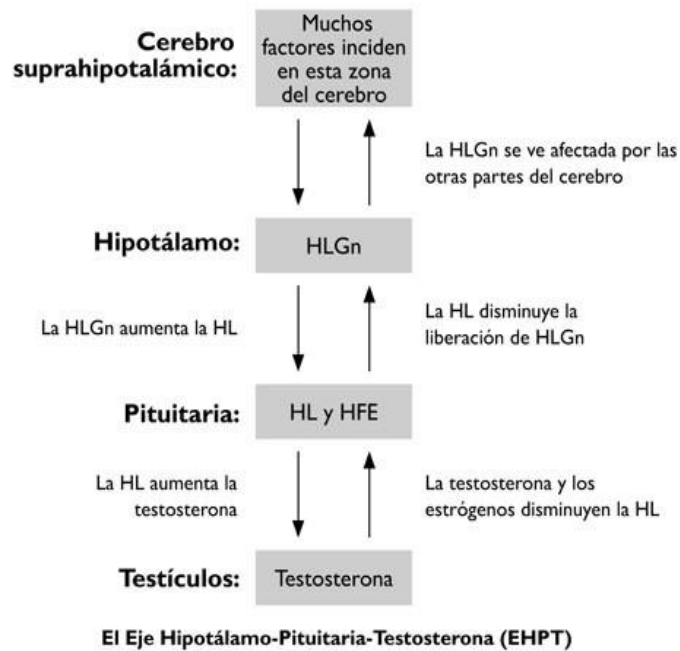 Cerebro
suprahipotalámico:
Muchos
factores inciden
en esta zona
del cerebro
La HLGn se ve afectada por las
otras partes del cerebro
Hipotálamo:
HLGn
La HLGn aumenta la HL
La HL disminuye la
liberación de HLGn
Pituitaria:
HL y HFE
La HL aumenta la
testosterona
La testosterona y los
estrógenos disminuyen la HL
Testículos:
Testosterona
El Eje Hipotálamo-Pituitaria-Testosterona (EHPT)